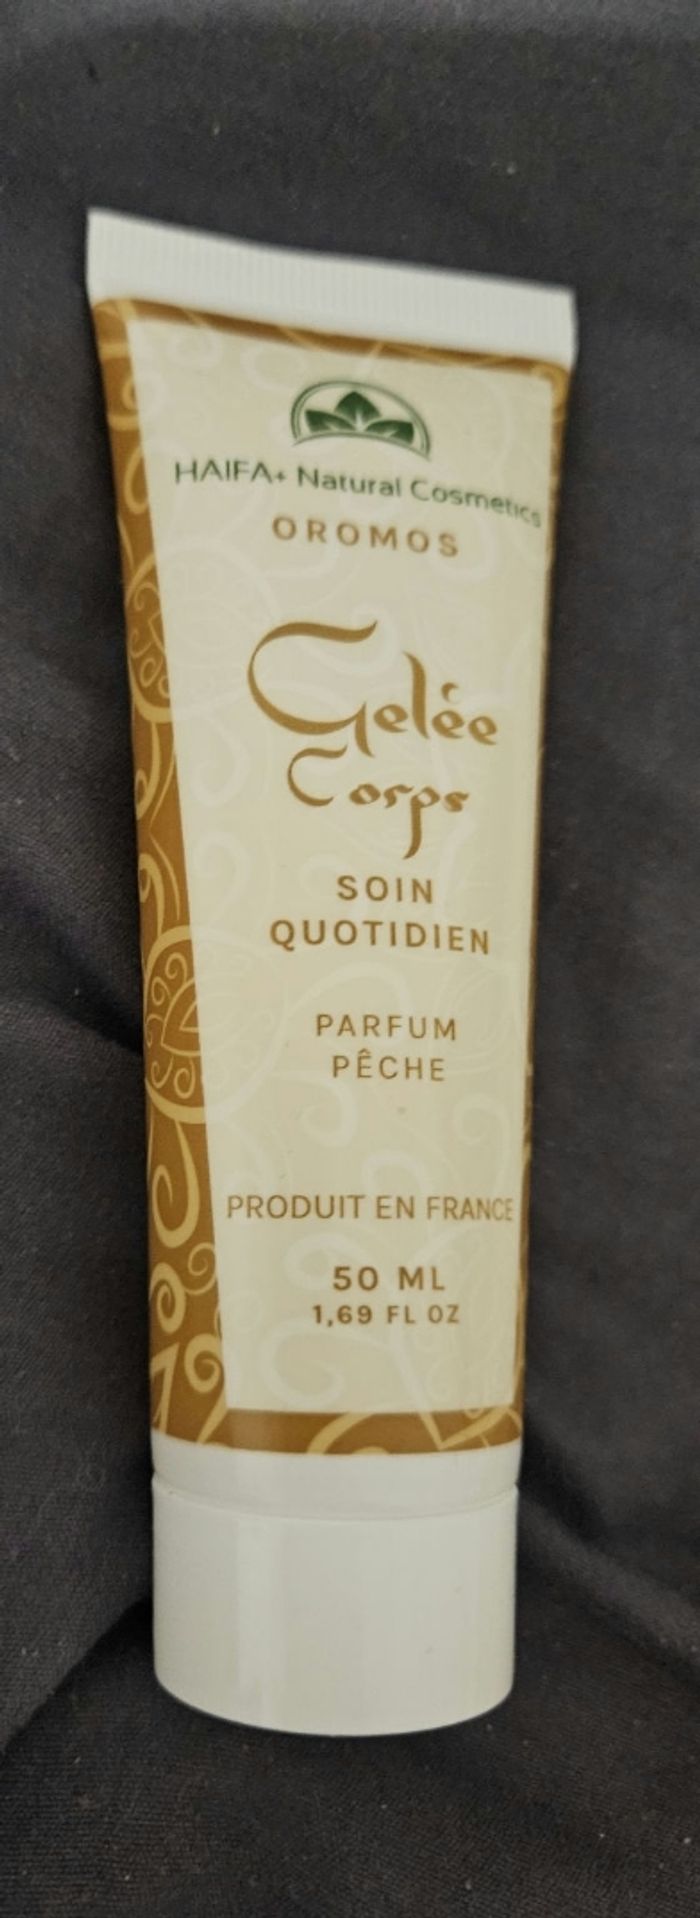 HAIFA+ Natural Cosmetics
OROMOS
Gelée
Corps
SOIN
QUOTIDIEN
PARFUM
PÊCHE
PRODUIT EN FRANCE
50 ML
1,69 FL OZ